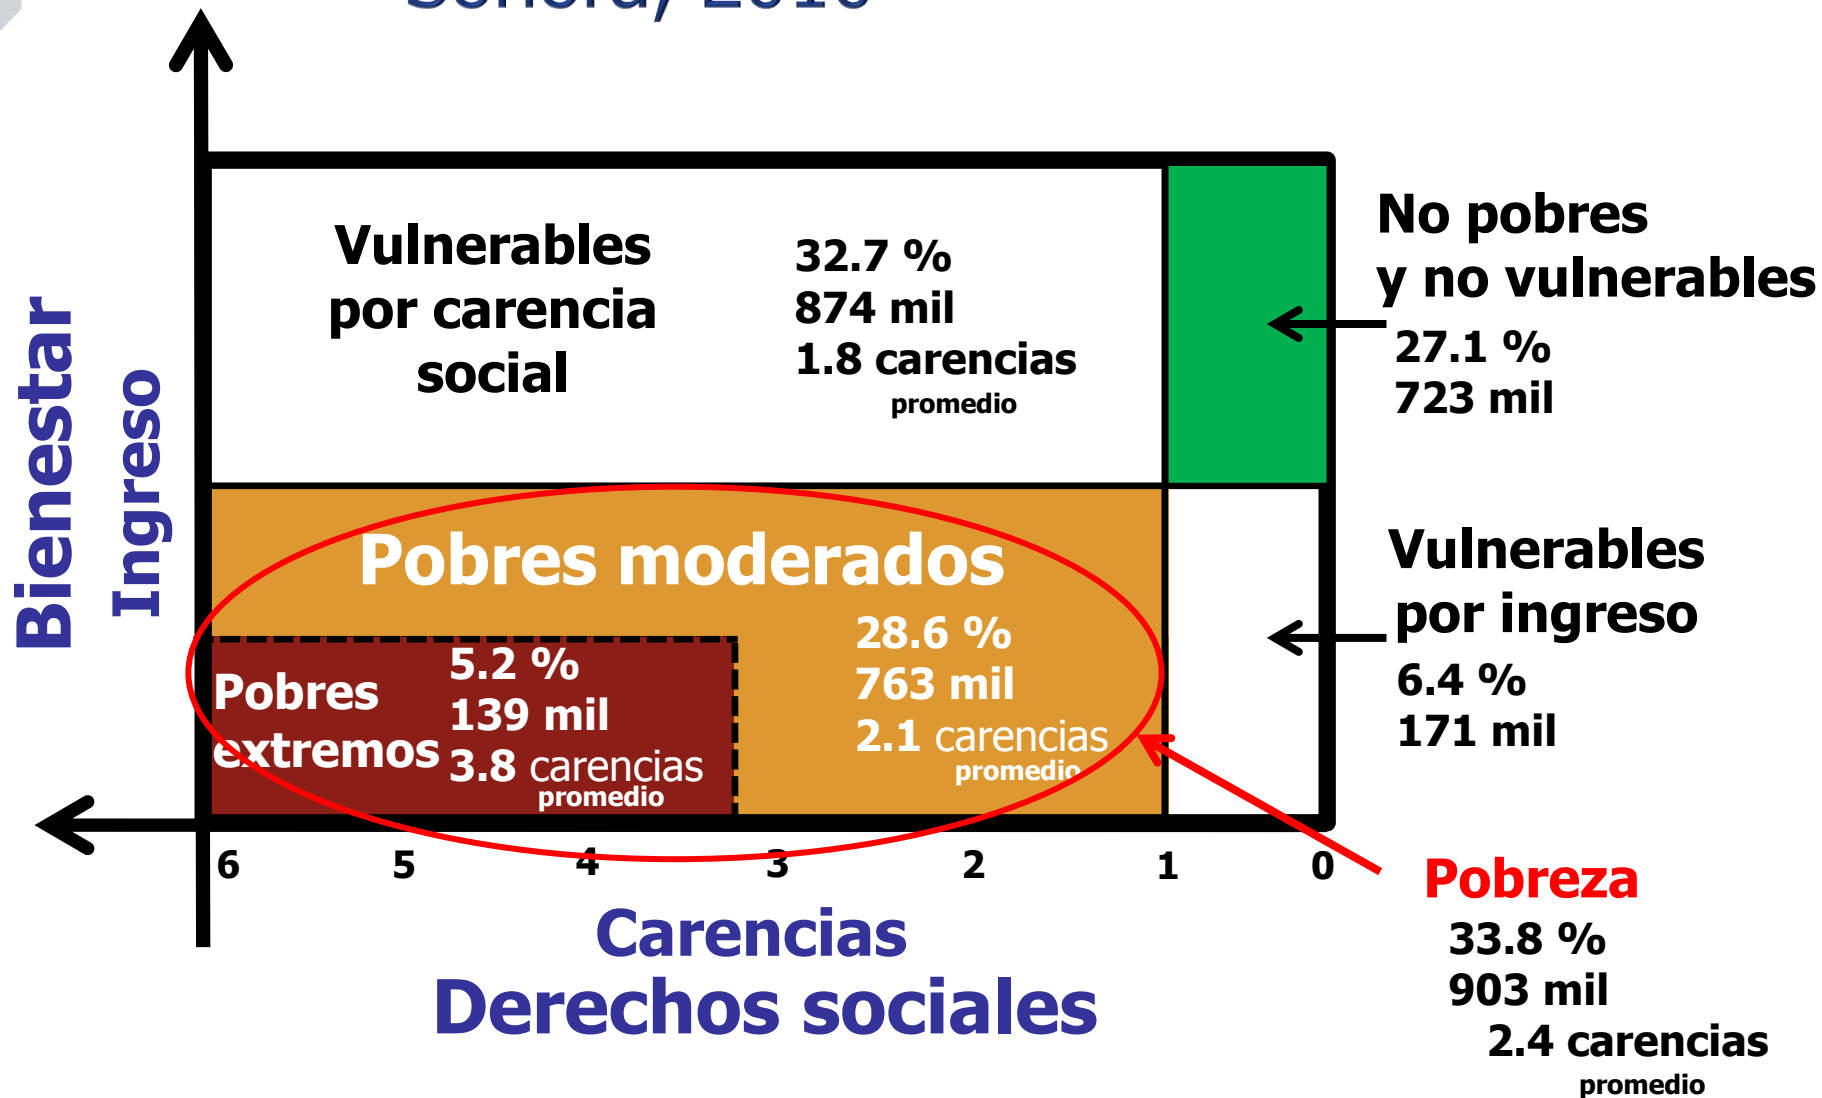 Sonora, 2010
Bienestar
Ingreso
Vulnerables
por carencia
social
32.7 %
874 mil
1.8 carencias
promedio
No pobres
y no vulnerables
27.1 %
723 mil
Pobres moderados
28.6 %
763 mil
2.1 carencias
promedio
Pobres
extremos
5.2 %
139 mil
3.8 carencias
promedio
Vulnerables
por ingreso
6.4 %
171 mil
6 5 4 3 2 1 0
Carencias
Derechos sociales
Pobreza
33.8 %
903 mil
2.4 carencias
promedio